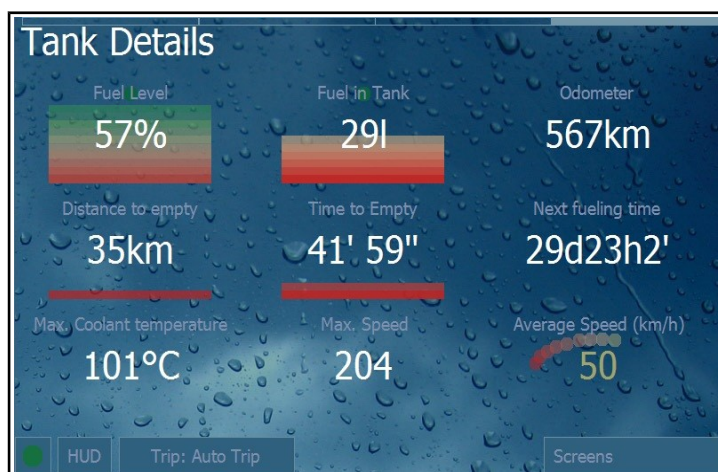 Tank Details
Fuel Level
Fuel in Tank
Odometer
57%
29l
567km
Distance to empty
Time to Empty
Next fueling time
35km
41' 59"
29d23h2'
Max. Coolant temperature
Max. Speed
Average Speed (km/h)
101°C
204
50
HUD
Trip: Auto Trip
Screens